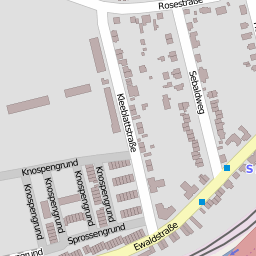 Rosestraße
Sebaldweg
Kleeblattstraße
Knospengrund
Knospengrund
Knospengrund
Knospengrund
Knospengrund
Sprossengrund
Ewaldstraße
S